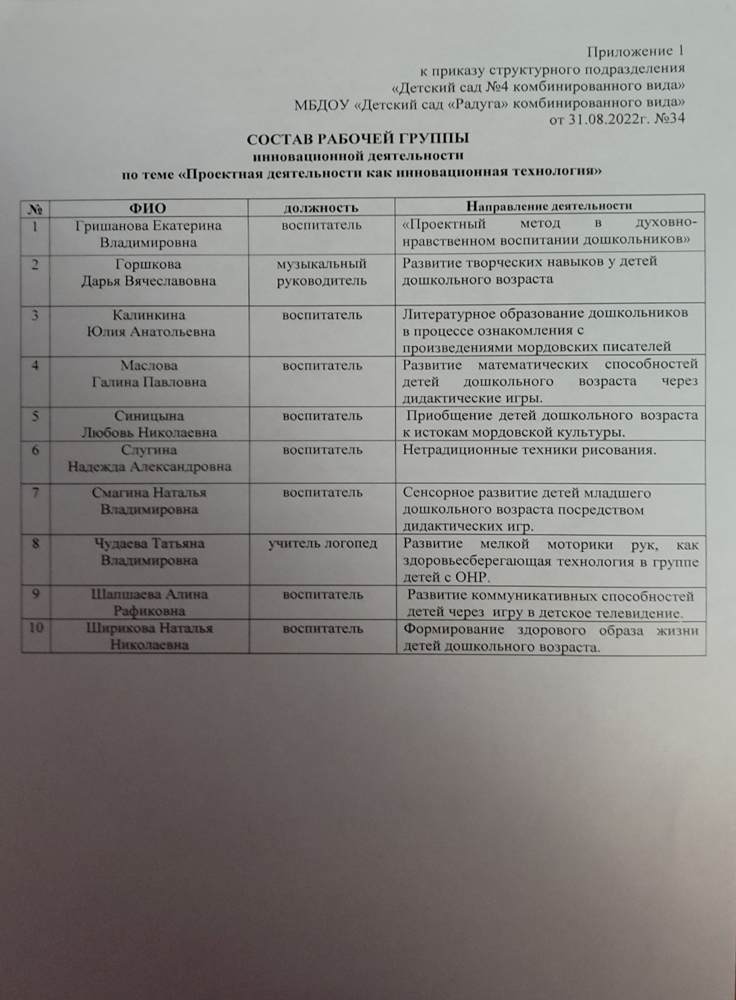 Приложение 1
к приказу структурного подразделения
«Детский сад №4 комбинированного вида»
МБДОУ «Детский сад «Радуга» комбинированного вида»
от 31.08.2022г. №34
СОСТАВ РАБОЧЕЙ ГРУППЫ
инновационной деятельности
по теме «Проектная деятельности как инновационная технология»
№ ФИО должность Направление деятельности
1 Гришанова Екатерина воспитатель «Проектный метод в духовно-
Владимировна нравственном воспитании дошкольников»
2 Горшкова музыкальный Развитие творческих навыков у детей
Дарья Вячеславовна руководитель дошкольного возраста
3 Калинкина воспитатель Литературное образование дошкольников
Юлия Анатольевна в процессе ознакомления с
произведениями мордовских писателей
4 Маслова воспитатель Развитие математических способностей
Галина Павловна детей дошкольного возраста через
дидактические игры.
5 Синицына воспитатель Приобщение детей дошкольного возраста
Любовь Николаевна к истокам мордовской культуры.
6 Слугина воспитатель Нетрадиционные техники рисования.
Надежда Александровна
7 Смагина Наталья воспитатель Сенсорное развитие детей младшего
Владимировна дошкольного возраста посредством
дидактических игр.
8 Чудаева Татьяна учитель логопед Развитие мелкой моторики рук, как
Владимировна здоровьесберегающая технология в группе
детей с ОНР.
9 Шапшаева Алина воспитатель Развитие коммуникативных способностей
Рафиковна детей через игру в детское телевидение.
10 Ширикова Наталья воспитатель Формирование здорового образа жизни
Николаевна детей дошкольного возраста.